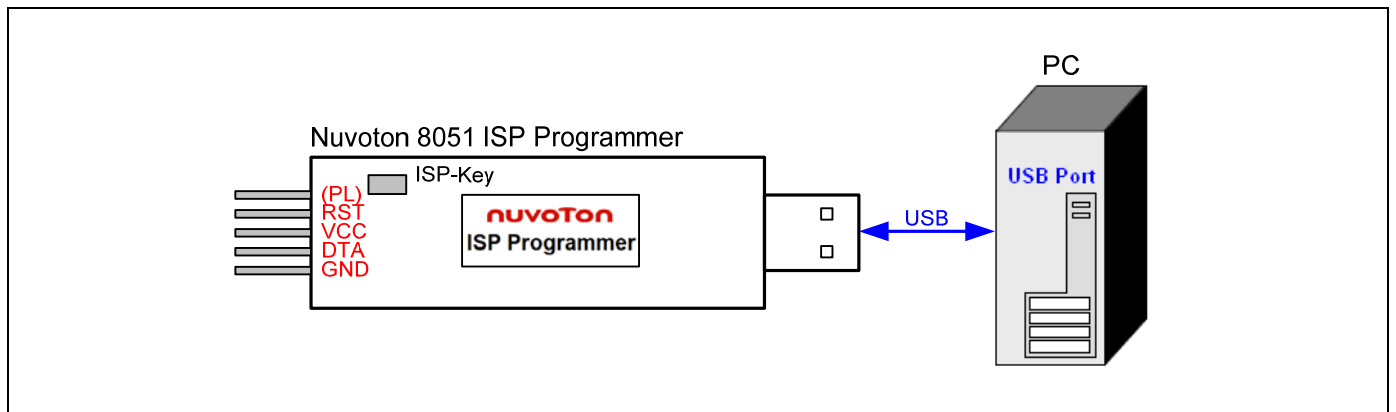 PC
Nuvoton 8051 ISP Programmer
ISP-Key
(PL)
RST
VCC
DTA
GND
nuvoTon
ISP Programmer
USB
USB Port